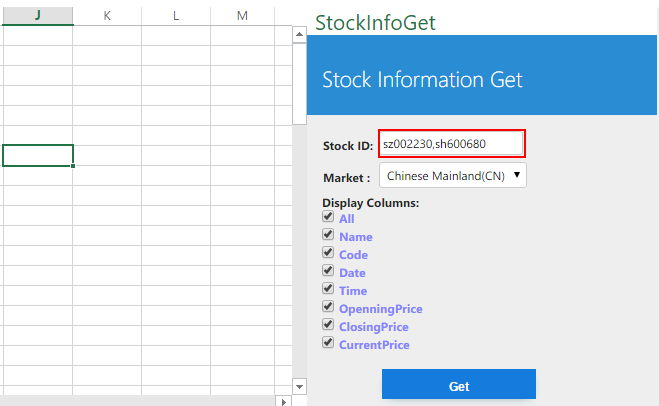 J K L M
StockInfoGet
Stock Information Get
Stock ID: sz002230,sh600680
Market : Chinese Mainland(CN)
Display Columns:
All
Name
Code
Date
Time
OpenningPrice
ClosingPrice
CurrentPrice
Get